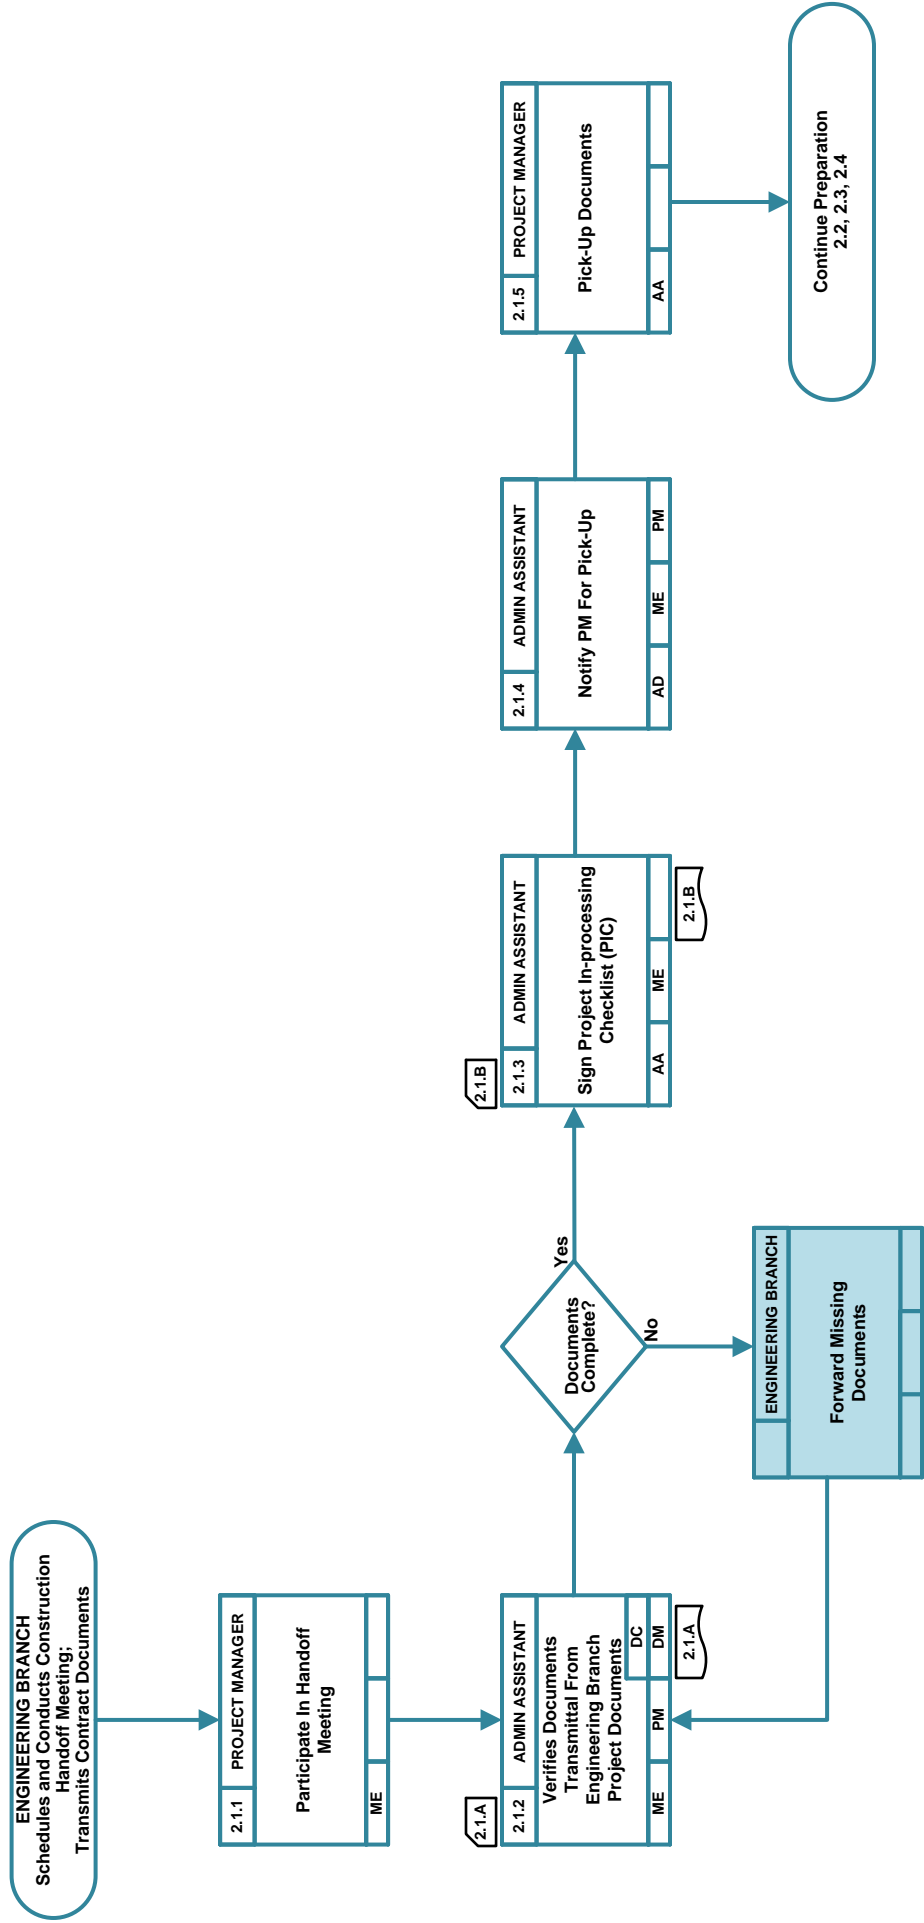 ENGINEERING BRANCH
Schedules and Conducts Construction
Handoff Meeting;
Transmits Contract Documents
2.1.1
PROJECT MANAGER
Participate In Handoff
Meeting
ME
2.1.A
2.1.2
ADMIN ASSISTANT
Verifies Documents
Transmittal From
Engineering Branch
Project Documents
DC
ME
PM
DM
2.1.A
Documents
Complete?
Yes
No
ENGINEERING BRANCH
Forward Missing
Documents
2.1.B
2.1.3
ADMIN ASSISTANT
Sign Project In-processing
Checklist (PIC)
AA
ME
2.1.B
2.1.4
ADMIN ASSISTANT
Notify PM For Pick-Up
AD
ME
PM
2.1.5
PROJECT MANAGER
Pick-Up Documents
AA
Continue Preparation
2.2, 2.3, 2.4